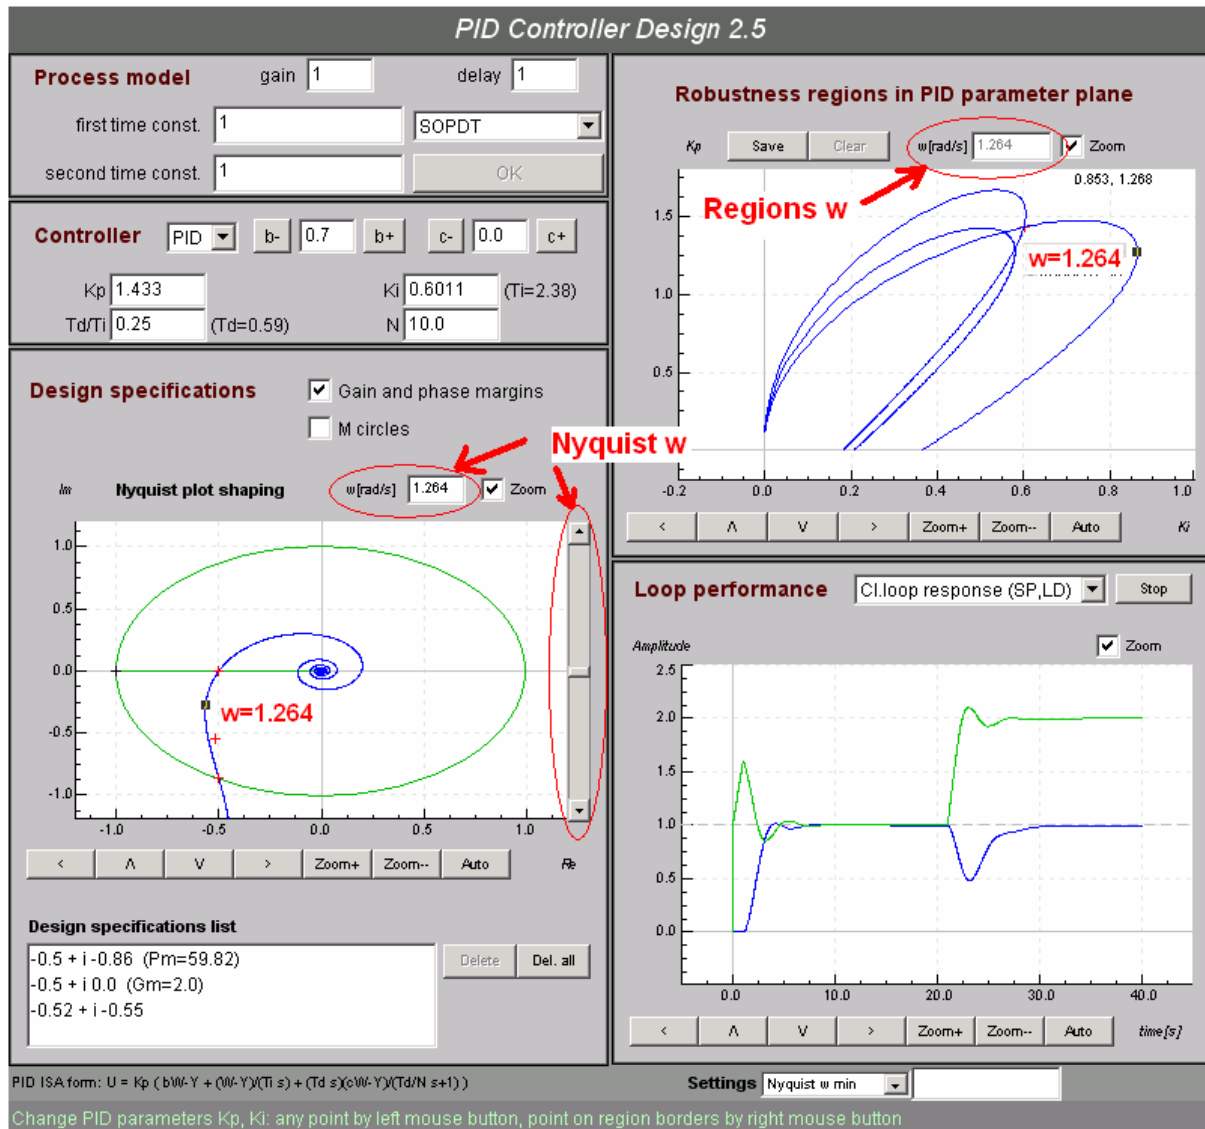 PID Controller Design 2.5
Process model gain 1 delay 1
first time const. 1 SOPDT
second time const. 1 OK
Controller PID b- 0.7 b+ c- 0.0 c+
Kp 1.433 Ki 0.6011 (Ti=2.38)
Td/Ti 0.25 (Td=0.59) N 10.0
Design specifications Gain and phase margins
M circles
Nyquist w
Im Nyquist plot shaping w[rad/s] 1.264 Zoom
1.0
0.5
0.0
w=1.264
-0.5
-1.0
-1.0 -0.5 0.0 0.5 1.0
< Λ V > Zoom+ Zoom-- Auto Re
Design specifications list
-0.5 + i -0.86 (Pm=59.82)
-0.5 + i 0.0 (Gm=2.0)
-0.52 + i -0.55
Delete Del. all
Robustness regions in PID parameter plane
Kp Save Clear w[rad/s] 1.264 Zoom
0.853, 1.268
Regions w
1.5
w=1.264
1.0
0.5
-0.2 0.0 0.2 0.4 0.6 0.8 1.0
< Λ V > Zoom+ Zoom-- Auto Ki
Loop performance Cl.loop response (SP,LD) Stop
Amplitude Zoom
2.5
2.0
1.5
1.0
0.5
0.0
0.0 10.0 20.0 30.0 40.0
< Λ V > Zoom+ Zoom-- Auto time[s]
PID ISA form: U = Kp ( bW-Y + (W-Y)/(Ti s) + (Td s)(cW-Y)/(Td/N s+1) ) Settings Nyquist w min
Change PID parameters Kp, Ki: any point by left mouse button, point on region borders by right mouse button